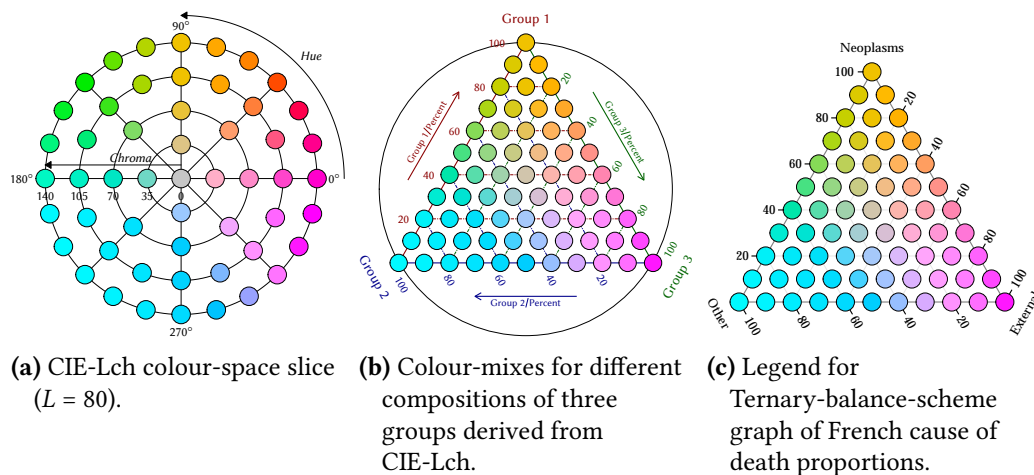 90°
Hue
Chroma
180°
0°
140 105 70 35 0
270°
Group 1
100
80
60
40
20
20
40
60
80
100
Group 1/Percent
Group 3/Percent
Group 2
Group 3
100
80
60
40
20
Group 2/Percent
Neoplasms
100
80
60
40
20
20
40
60
80
100
Other
External
100
80
60
40
20
(a) CIE-Lch colour-space slice
(L = 80).
(b) Colour-mixes for different
compositions of three
groups derived from
CIE-Lch.
(c) Legend for
Ternary-balance-scheme
graph of French cause of
death proportions.